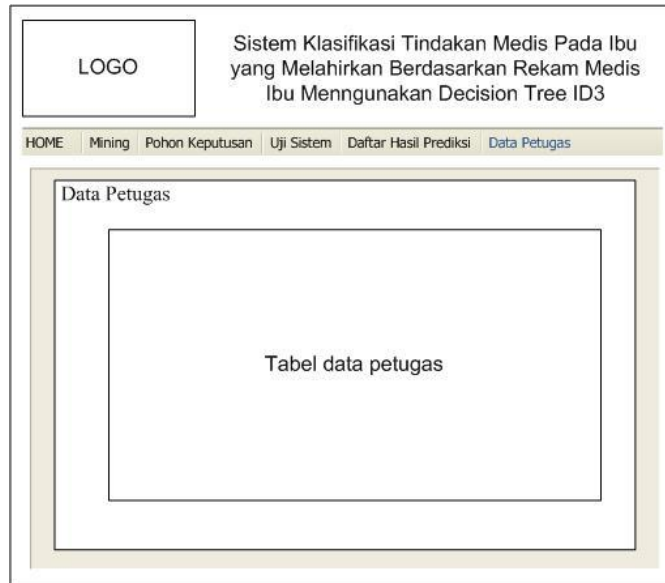 LOGO
Sistem Klasifikasi Tindakan Medis Pada Ibu
yang Melahirkan Berdasarkan Rekam Medis
Ibu Menngunakan Decision Tree ID3
HOME Mining Pohon Keputusan Uji Sistem Daftar Hasil Prediksi Data Petugas
Data Petugas
Tabel data petugas